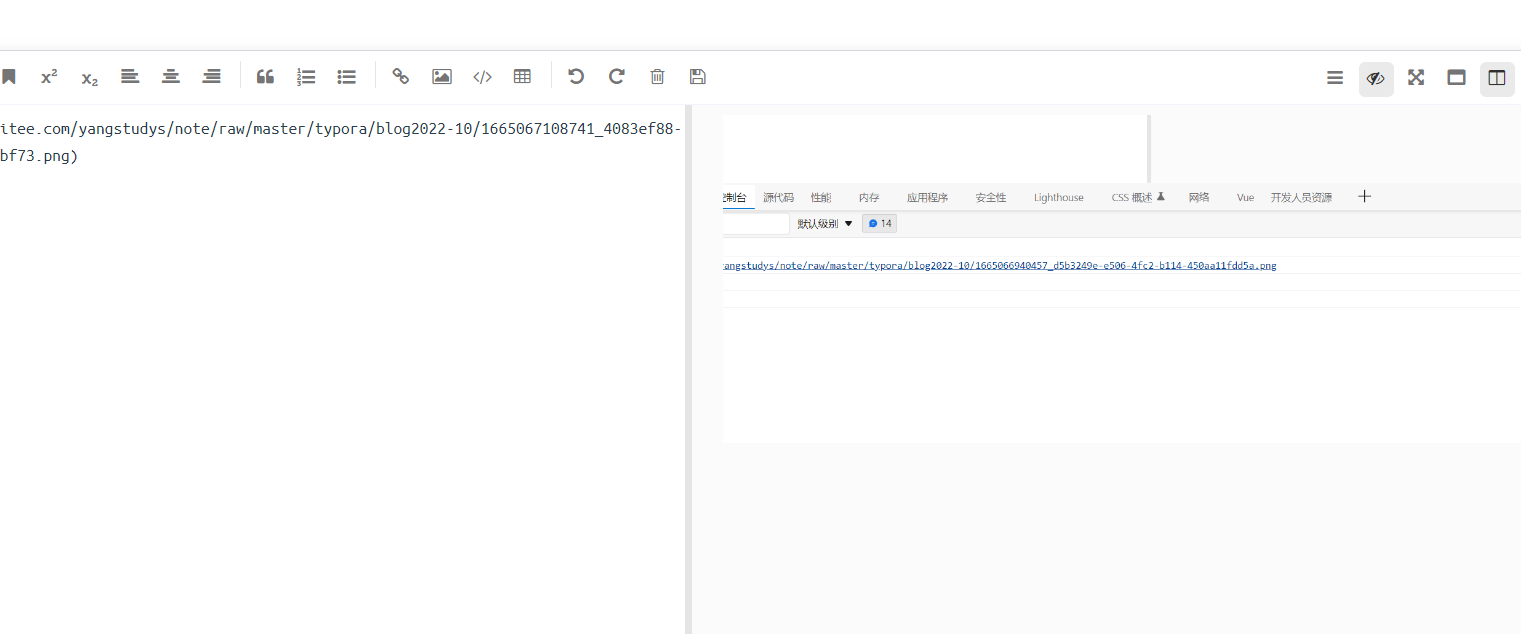 x²
x₂
itee.com/yangstudys/note/raw/master/typora/blog2022-10/1665067108741_4083ef88-
bf73.png)
控制台 源代码 性能 内存 应用程序 安全性 Lighthouse CSS 概述 网络 Vue 开发人员资源
默认级别 14
yangstudys/note/raw/master/typora/blog2022-10/1665066940457_d5b3249e-e506-4fc2-b114-450aa11fdd5a.png